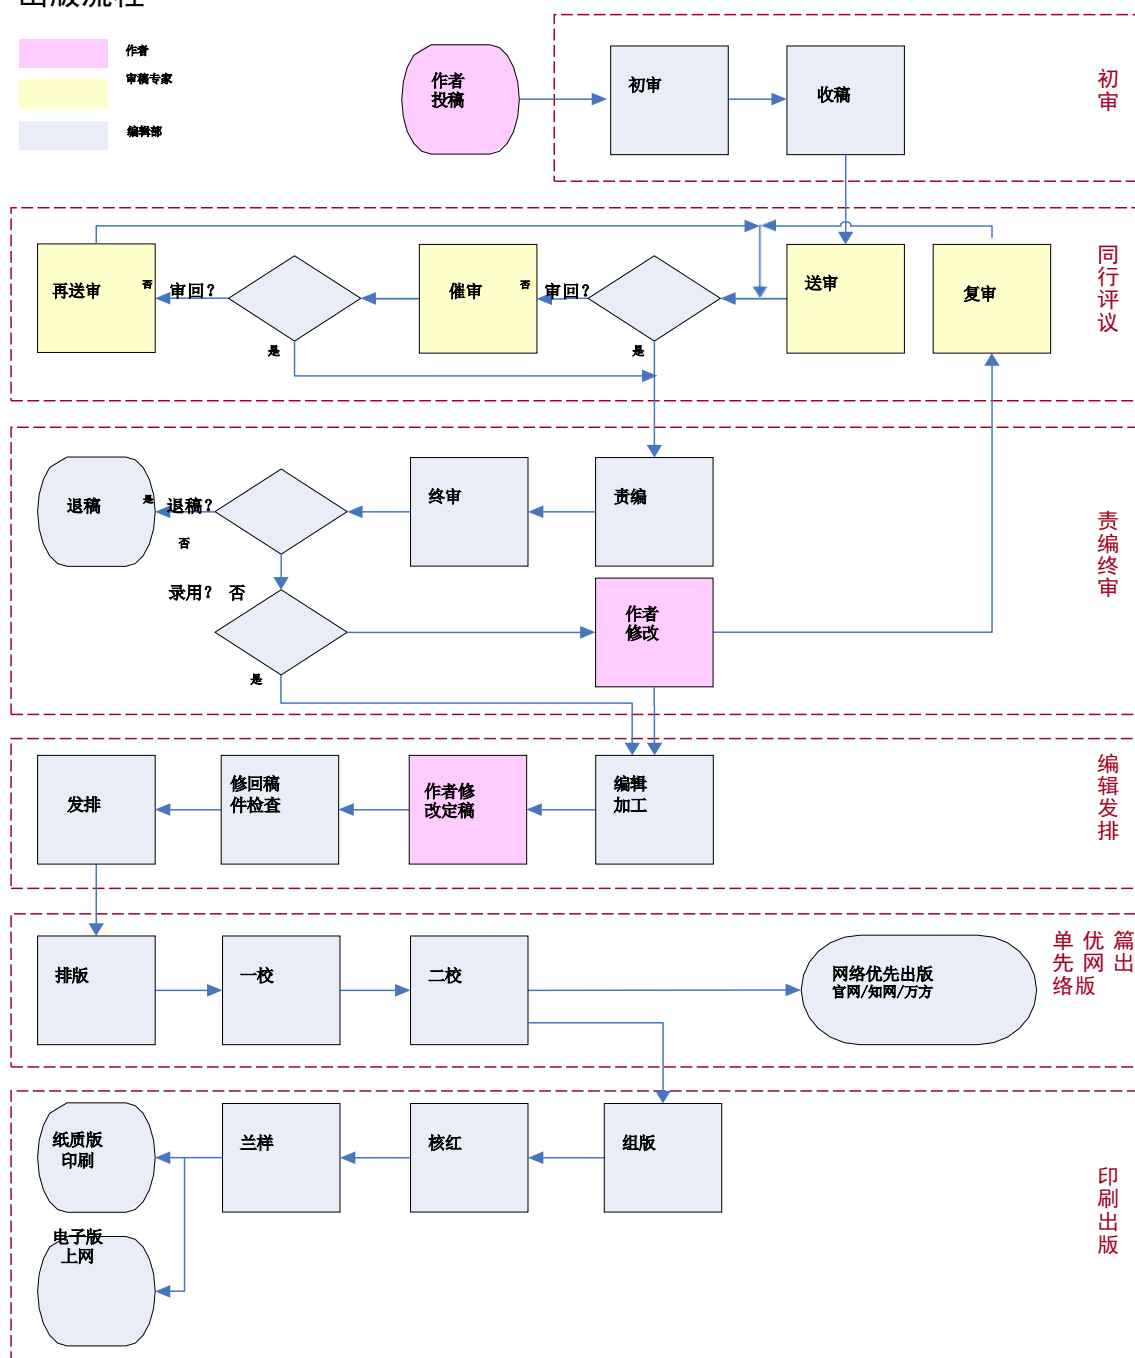 出版流程
作者
审稿专家
编辑部
作者
投稿
初审
收稿
初
审
再送审
否
审回？
是
催审
否
审回？
是
送审
复审
同
行
评
议
退稿
是
退稿？
否
终审
责编
录用？ 否
是
作者
修改
责
编
终
审
发排
修回稿
件检查
作者修
改定稿
编辑
加工
编
辑
发
排
排版
一校
二校
网络优先出版
官网/知网/万方
单 优 篇
先 网 出
络版
纸质版
印刷
兰样
核红
组版
电子版
上网
印
刷
出
版